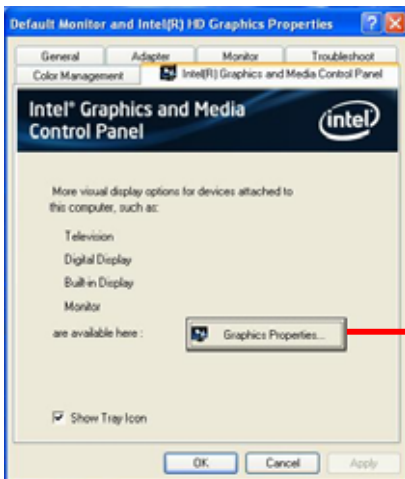 Default Monitor and Intel(R) HD Graphics Properties
General Adapter Monitor Troubleshoot
Color Management Intel(R) Graphics and Media Control Panel
Intel® Graphics and Media
Control Panel
intel
More visual display options for devices attached to
this computer, such as:
Television
Digital Display
Built-in Display
Monitor
are available here : Graphics Properties...
Show Tray Icon
OK Cancel Apply